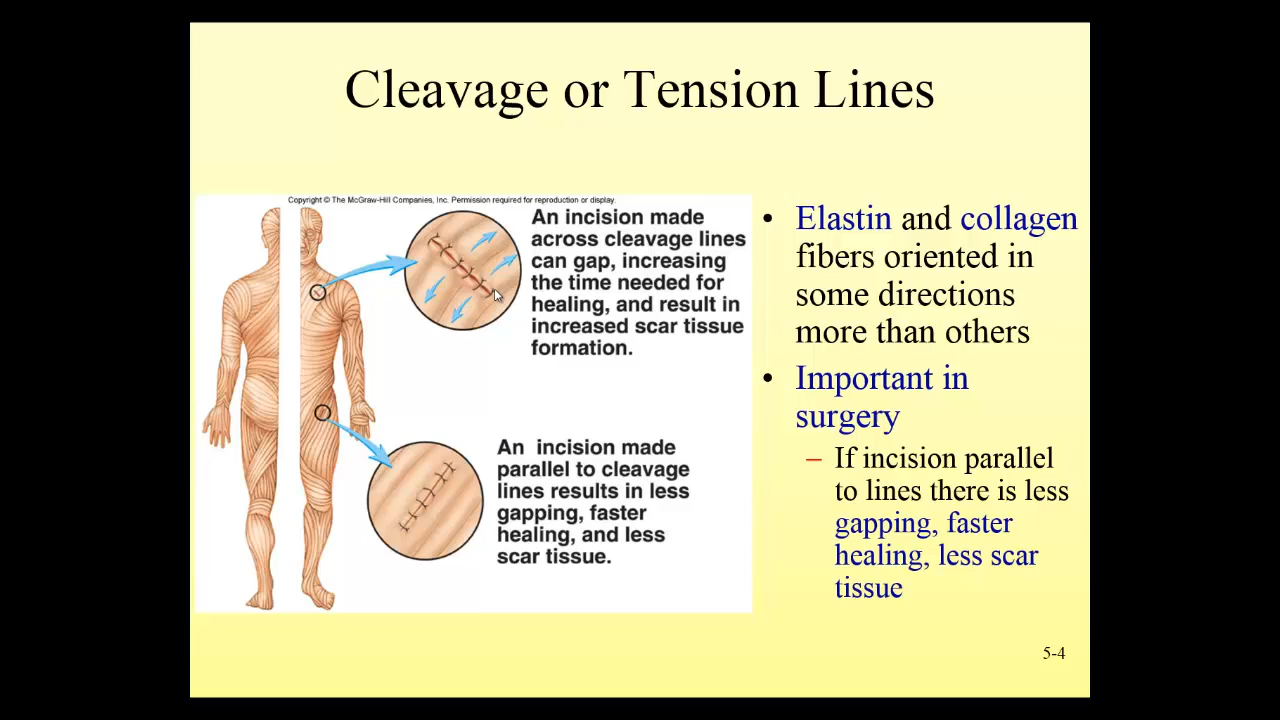 Cleavage or Tension Lines
Copyright © The McGraw-Hill Companies, Inc. Permission required for reproduction or display.
An incision made
across cleavage lines
can gap, increasing
the time needed for
healing, and result in
increased scar tissue
formation.
An incision made
parallel to cleavage
lines results in less
gapping, faster
healing, and less
scar tissue.
• Elastin and collagen
fibers oriented in
some directions
more than others
• Important in
surgery
– If incision parallel
to lines there is less
gapping, faster
healing, less scar
tissue
5-4